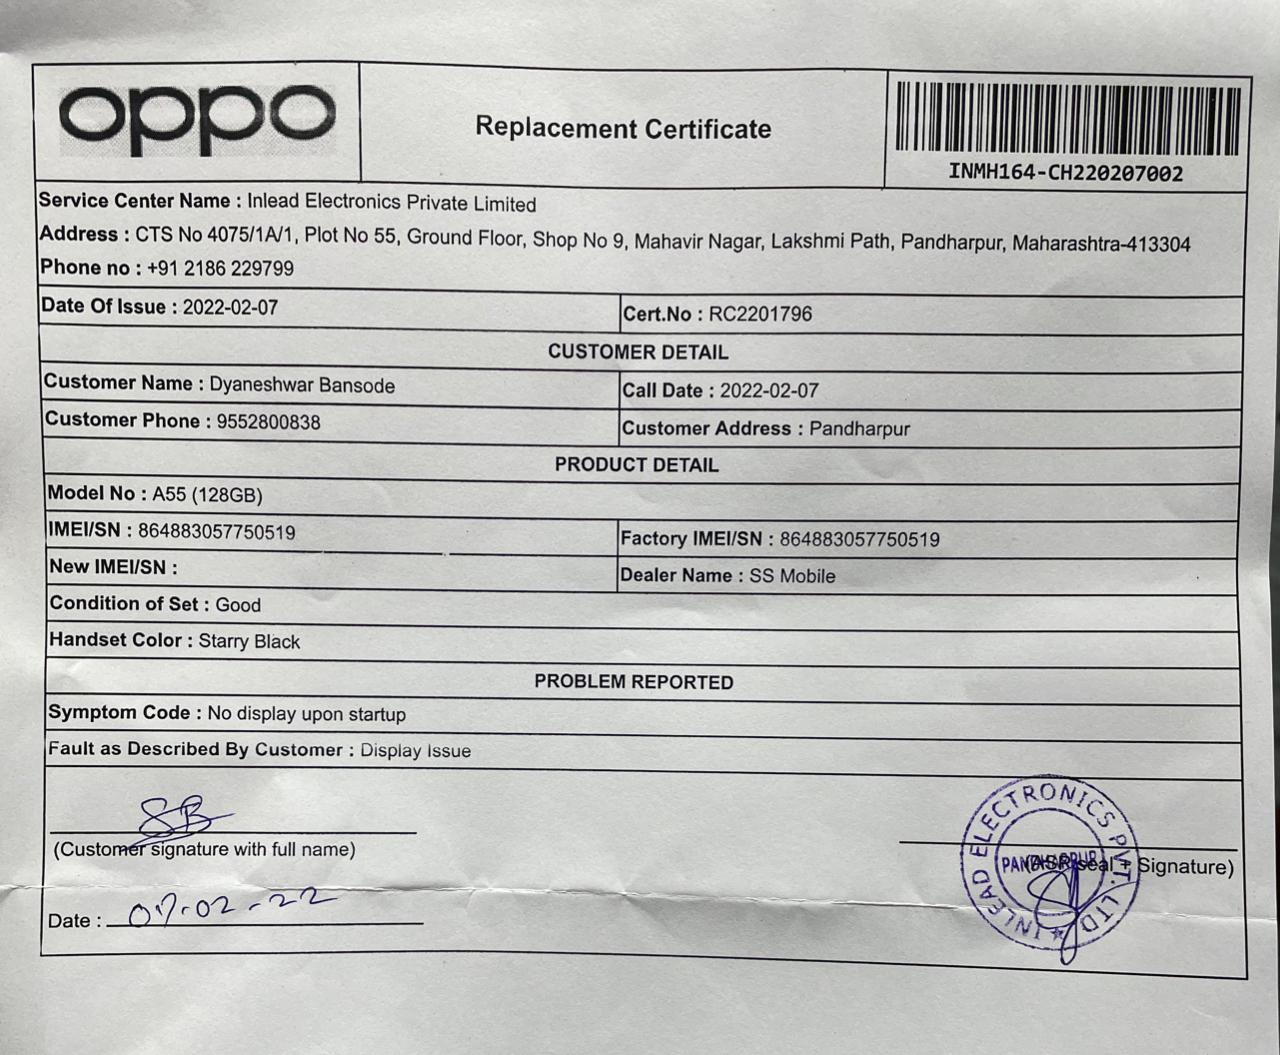 oppo
Replacement Certificate
INMH164-CH220207002
Service Center Name : Inlead Electronics Private Limited
Address : CTS No 4075/1A/1, Plot No 55, Ground Floor, Shop No 9, Mahavir Nagar, Lakshmi Path, Pandharpur, Maharashtra-413304
Phone no : +91 2186 229799
Date Of Issue : 2022-02-07
Cert.No : RC2201796
CUSTOMER DETAIL
Customer Name : Dyaneshwar Bansode
Call Date : 2022-02-07
Customer Phone : 9552800838
Customer Address : Pandharpur
PRODUCT DETAIL
Model No : A55 (128GB)
IMEI/SN : 864883057750519
Factory IMEI/SN : 864883057750519
New IMEI/SN :
Dealer Name : SS Mobile
Condition of Set : Good
Handset Color : Starry Black
PROBLEM REPORTED
Symptom Code : No display upon startup
Fault as Described By Customer : Display Issue
SB
(Customer signature with full name)
INLEAD ELECTRONICS PVT. LTD
PANDHARPUR
seal + Signature)
Date : 07.02.22